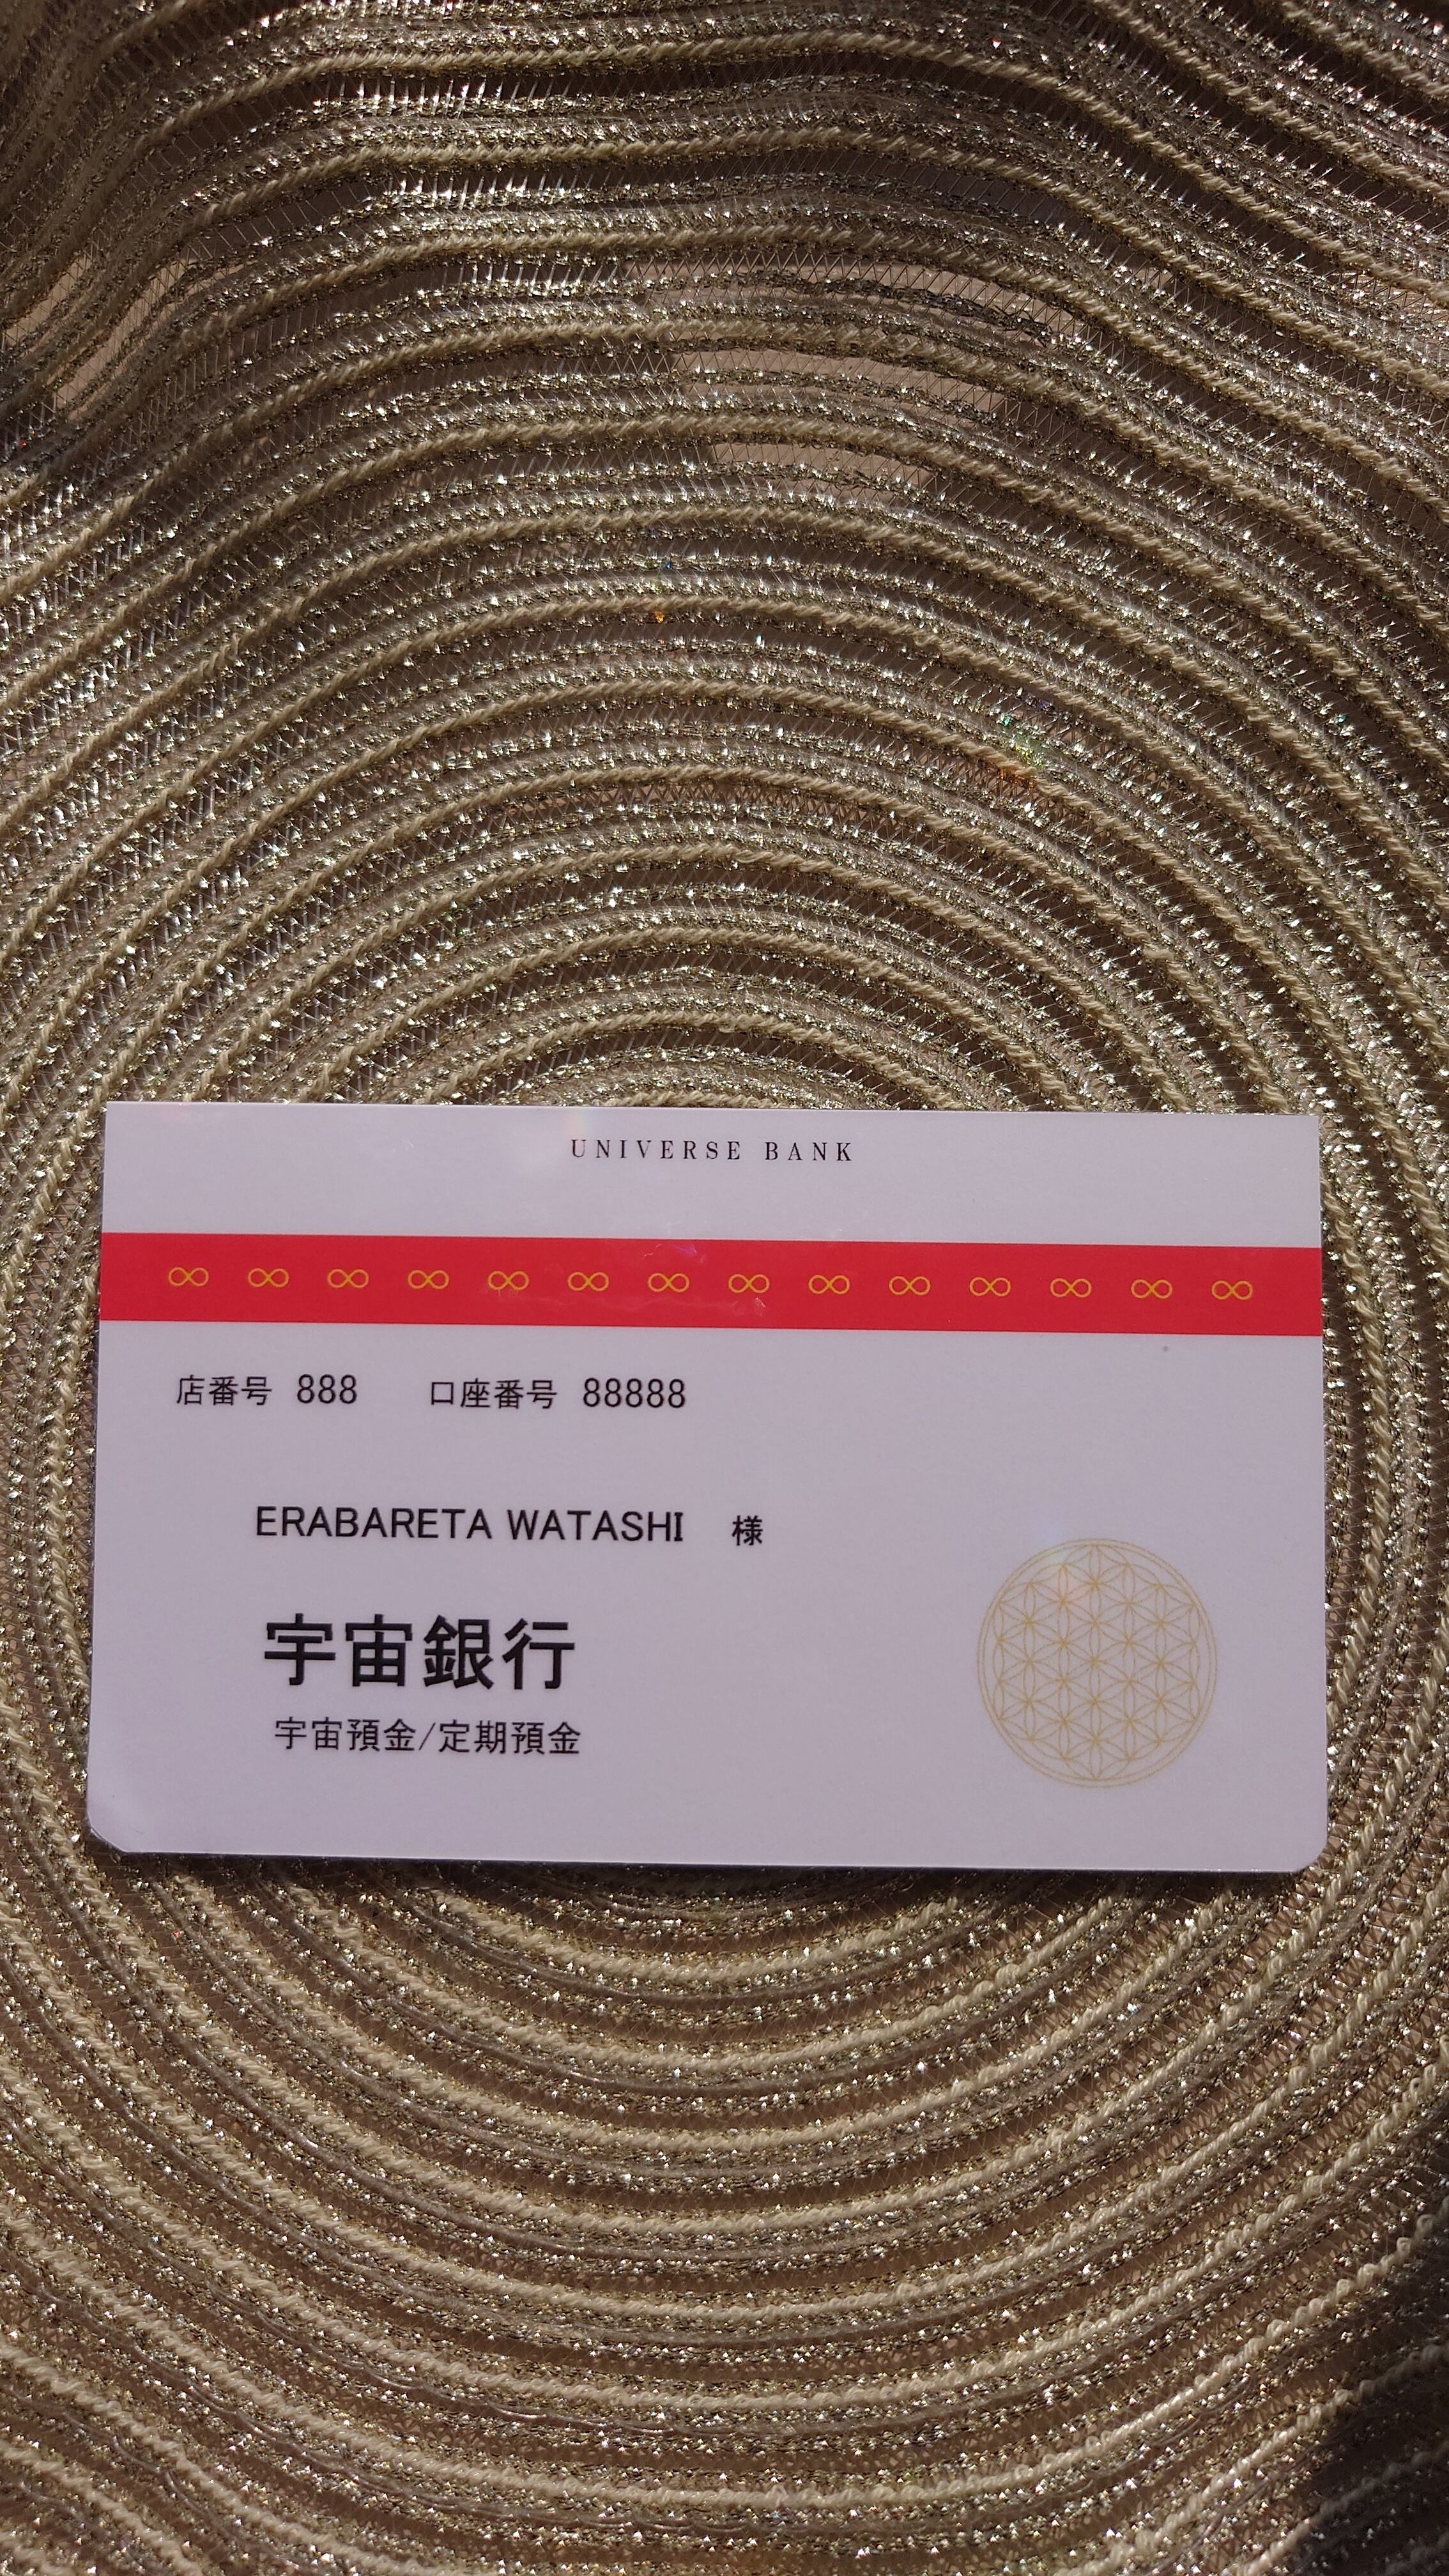 UNIVERSE BANK
∞ ∞ ∞ ∞ ∞ ∞ ∞ ∞ ∞ ∞ ∞ ∞ ∞ ∞
店番号 888 口座番号 88888
ERABARETA WATASHI 様
宇宙銀行
宇宙預金/定期預金